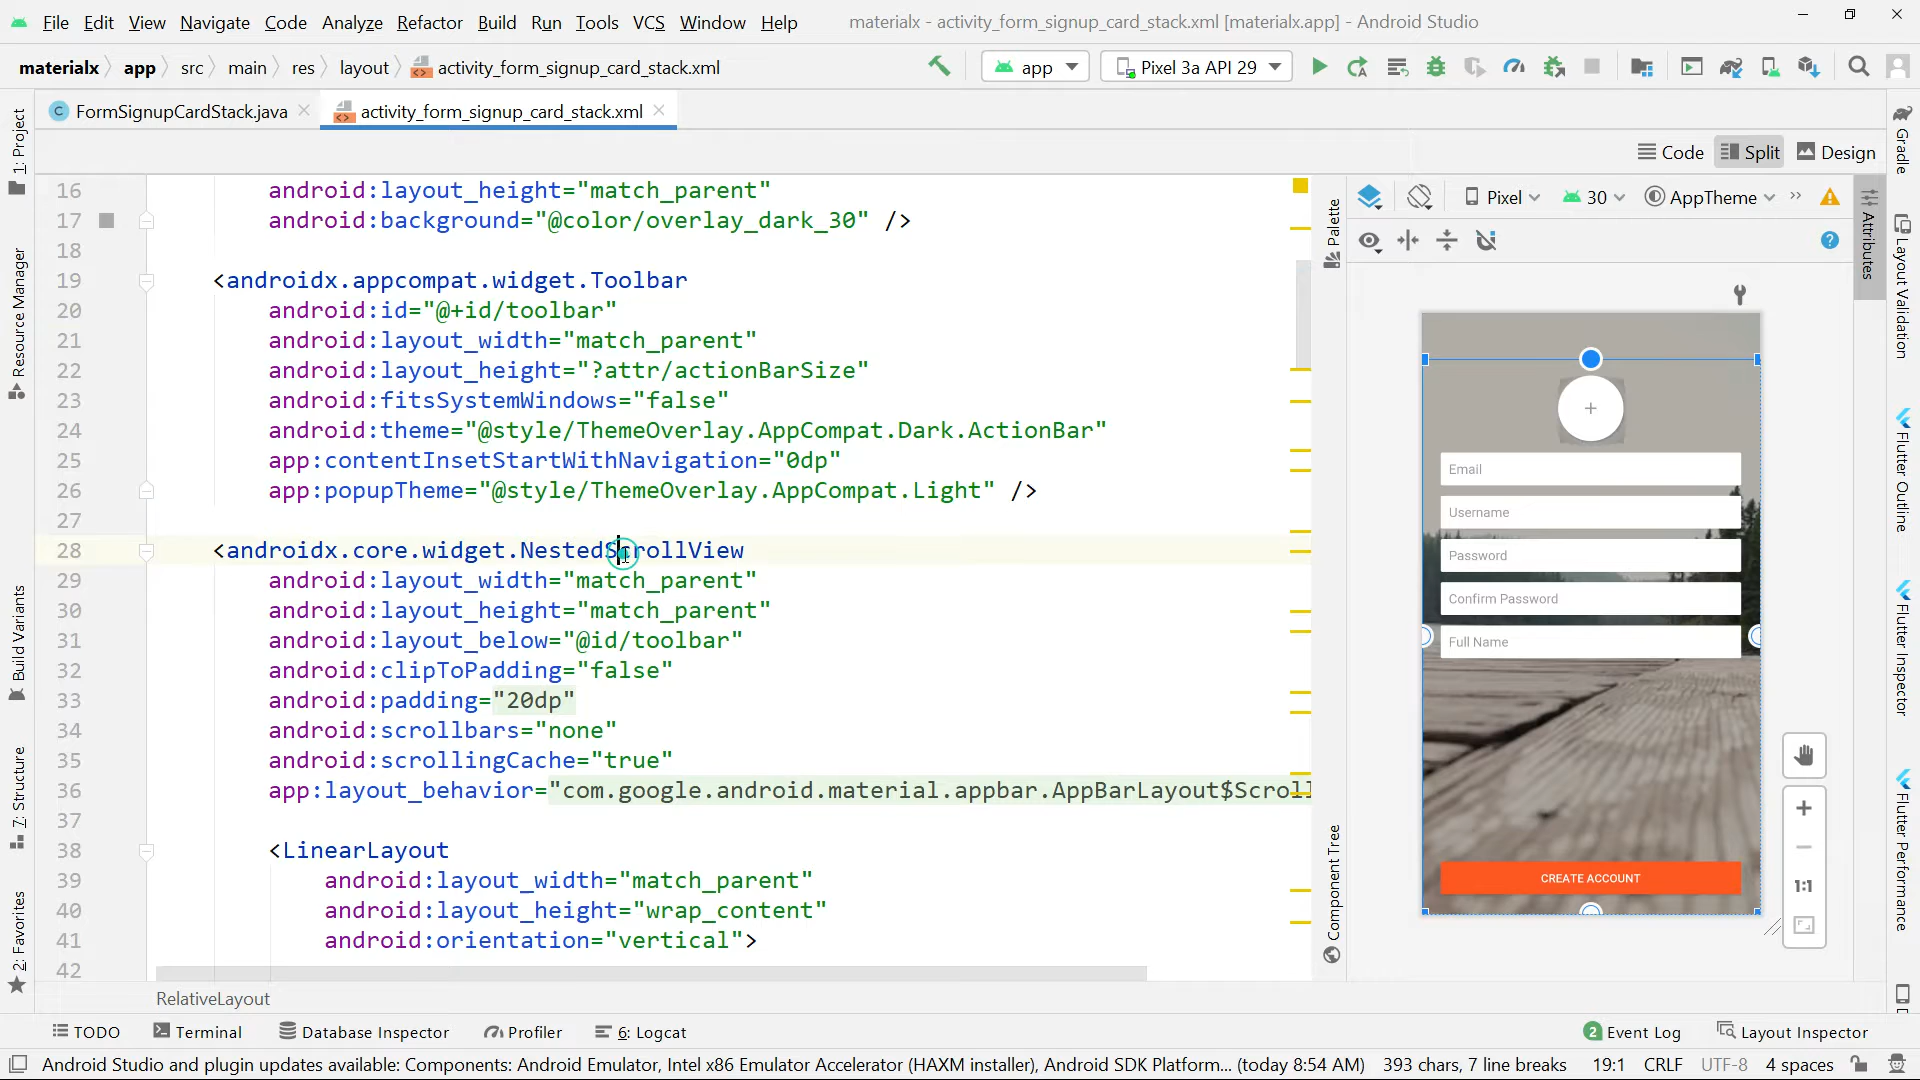 File Edit View Navigate Code Analyze Refactor Build Run Tools VCS Window Help
materialx - activity_form_signup_card_stack.xml [materialx.app] - Android Studio
materialx app src main res layout activity_form_signup_card_stack.xml
app Pixel 3a API 29
FormSignupCardStack.java activity_form_signup_card_stack.xml
Code Split Design
1: Project
Resource Manager
Build Variants
7: Structure
2: Favorites
16 android:layout_height="match_parent"
17 android:background="@color/overlay_dark_30" />
18
19 <androidx.appcompat.widget.Toolbar
20 android:id="@+id/toolbar"
21 android:layout_width="match_parent"
22 android:layout_height="?attr/actionBarSize"
23 android:fitsSystemWindows="false"
24 android:theme="@style/ThemeOverlay.AppCompat.Dark.ActionBar"
25 app:contentInsetStartWithNavigation="0dp"
26 app:popupTheme="@style/ThemeOverlay.AppCompat.Light" />
27
28 <androidx.core.widget.NestedScrollView
29 android:layout_width="match_parent"
30 android:layout_height="match_parent"
31 android:layout_below="@id/toolbar"
32 android:clipToPadding="false"
33 android:padding="20dp"
34 android:scrollbars="none"
35 android:scrollingCache="true"
36 app:layout_behavior="com.google.android.material.appbar.AppBarLayout$Scroll
37
38 <LinearLayout
39 android:layout_width="match_parent"
40 android:layout_height="wrap_content"
41 android:orientation="vertical">
42
RelativeLayout
Palette
Component Tree
Pixel 30 AppTheme
Email
Username
Password
Confirm Password
Full Name
CREATE ACCOUNT
1:1
Attributes
Gradle
Layout Validation
Flutter Outline
Flutter Inspector
Flutter Performance
TODO Terminal Database Inspector Profiler 6: Logcat
2 Event Log Layout Inspector
Android Studio and plugin updates available: Components: Android Emulator, Intel x86 Emulator Accelerator (HAXM installer), Android SDK Platform... (today 8:54 AM) 393 chars, 7 line breaks 19:1 CRLF UTF-8 4 spaces